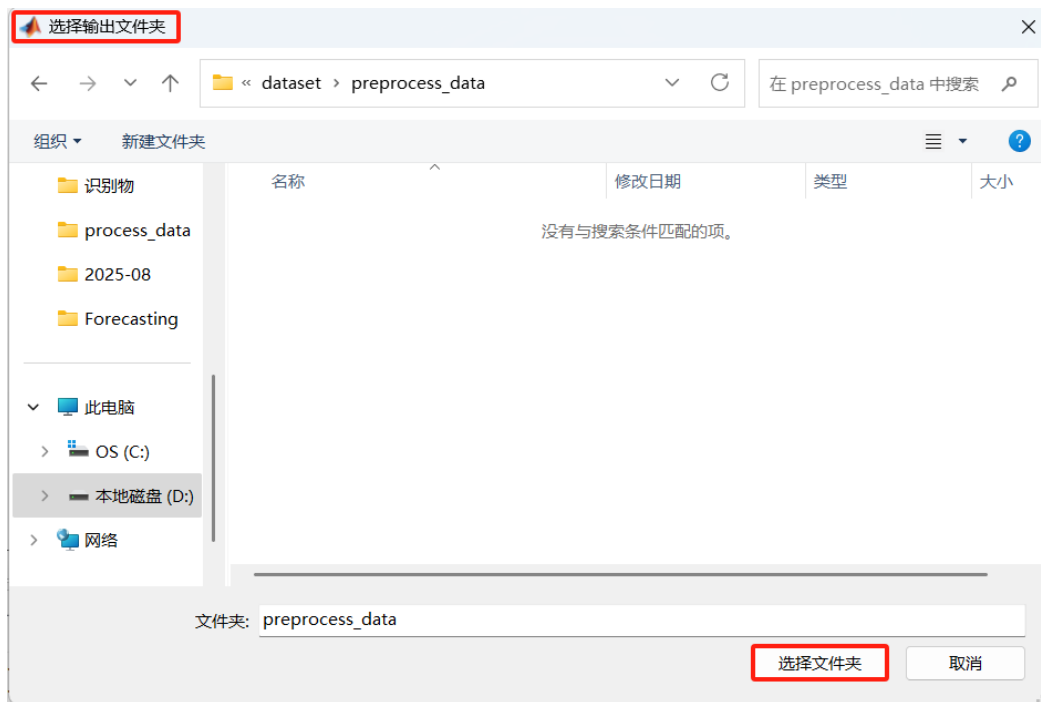 选择输出文件夹
« dataset › preprocess_data
在 preprocess_data 中搜索
组织
新建文件夹
识别物
process_data
2025-08
Forecasting
此电脑
OS (C:)
本地磁盘 (D:)
网络
名称 修改日期 类型 大小
没有与搜索条件匹配的项。
文件夹: preprocess_data
选择文件夹 取消